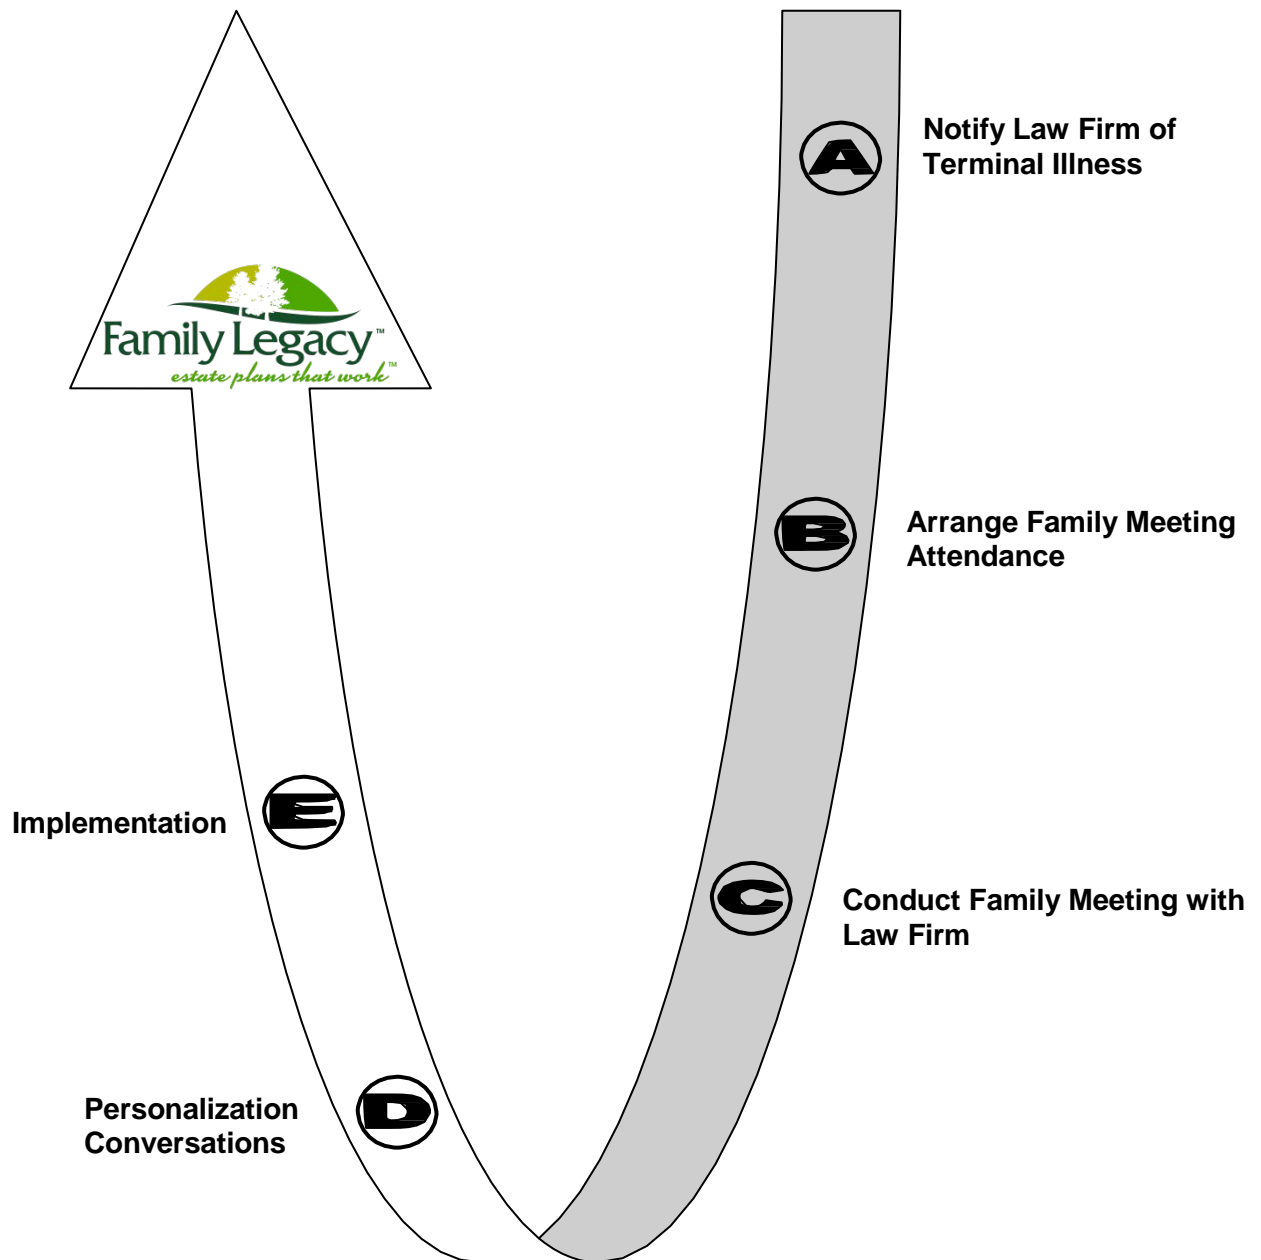 A
Notify Law Firm of
Terminal Illness
Family Legacy™
estate plans that work™
B
Arrange Family Meeting
Attendance
E
Implementation
C
Conduct Family Meeting with
Law Firm
D
Personalization
Conversations